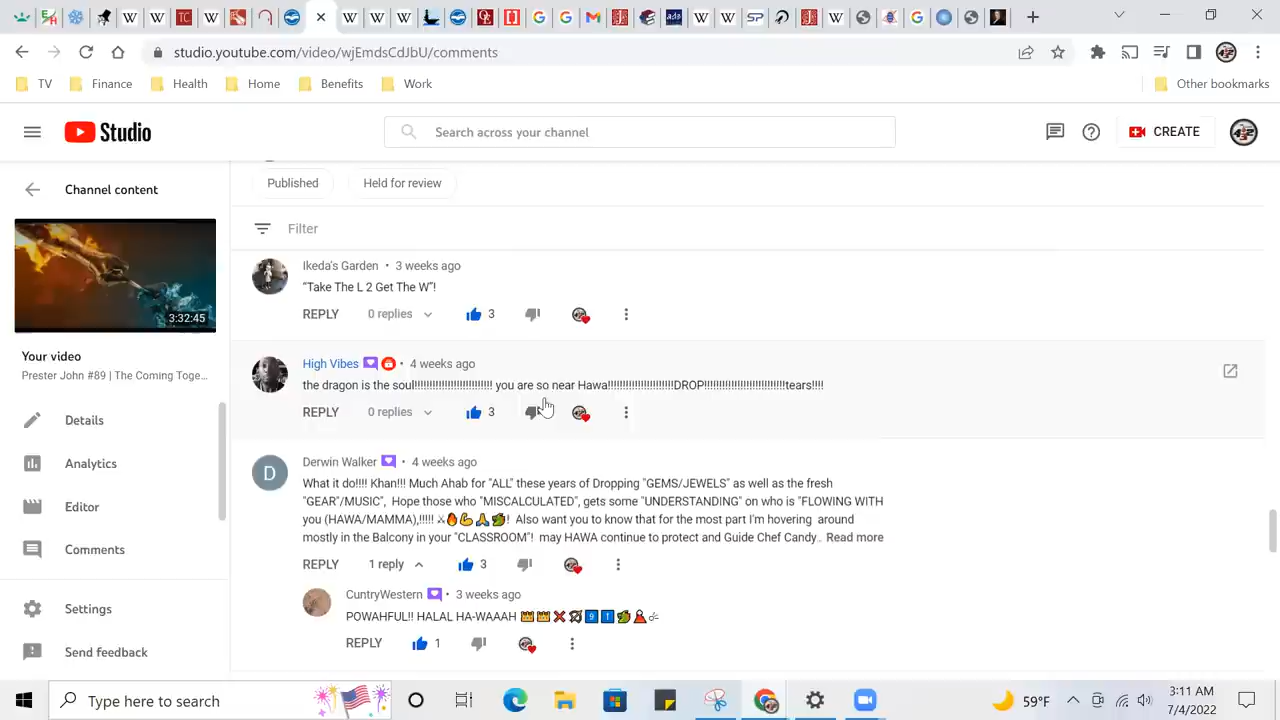 studio.youtube.com/video/wjEmdsCdJbU/comments
TV Finance Health Home Benefits Work Other bookmarks
Studio
Search across your channel
CREATE
Channel content
3:32:45
Your video
Prester John #89 | The Coming Toge...
Details
Analytics
Editor
Comments
Settings
Send feedback
Published Held for review
Filter
Ikeda's Garden • 3 weeks ago
“Take The L 2 Get The W”!
REPLY 0 replies 3
High Vibes • 4 weeks ago
the dragon is the soul!!!!!!!!!!!!!!!!!!!!!!!!!! you are so near Hawa!!!!!!!!!!!!!!!!!!!!!!DROP!!!!!!!!!!!!!!!!!!!!!!!!!!!tears!!!!
REPLY 0 replies 3
D
Derwin Walker • 4 weeks ago
What it do!!!! Khan!!! Much Ahab for "ALL" these years of Dropping "GEMS/JEWELS" as well as the fresh
"GEAR"/MUSIC", Hope those who "MISCALCULATED", gets some "UNDERSTANDING" on who is "FLOWING WITH
you (HAWA/MAMMA),!!!!! ⚔🔥💪🙏🐲! Also want you to know that for the most part I'm hovering around
mostly in the Balcony in your "CLASSROOM"! may HAWA continue to protect and Guide Chef Candy... Read more
REPLY 1 reply 3
CuntryWestern • 3 weeks ago
POWAHFUL!! HALAL HA-WAAAH
REPLY 1
Type here to search
59°F
3:11 AM
7/4/2022